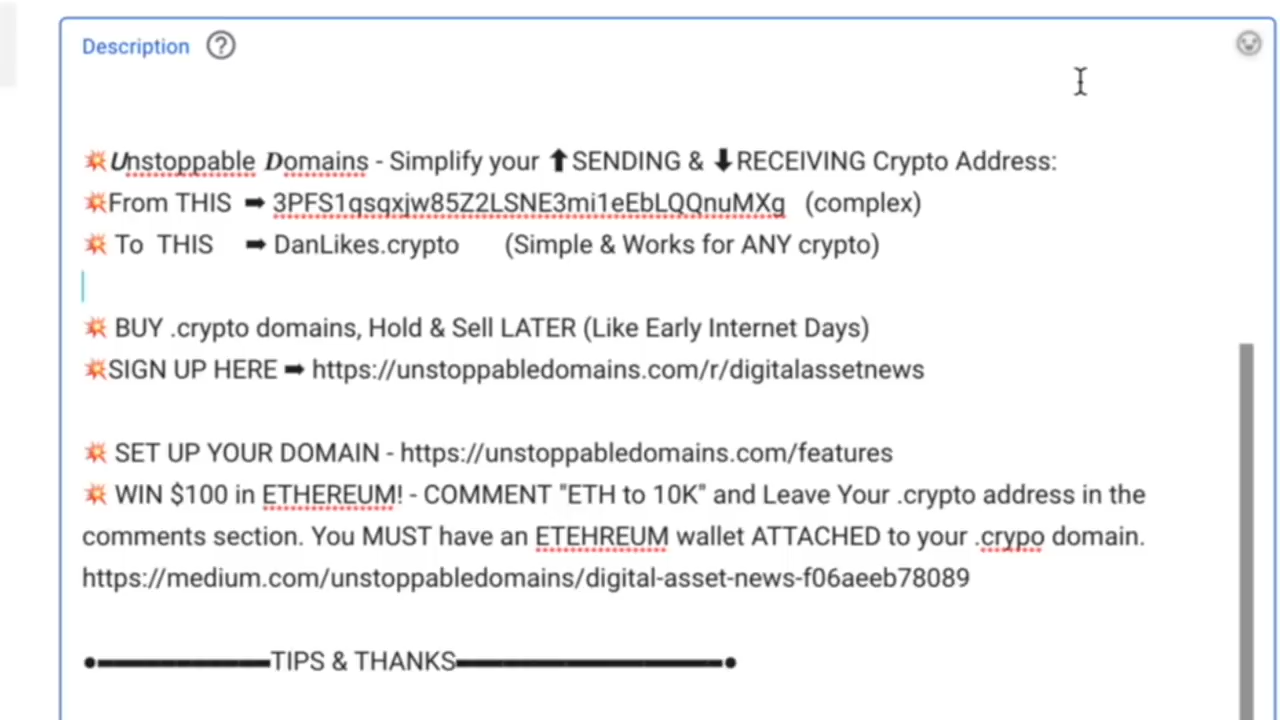 Description ?
💥Unstoppable Domains - Simplify your ⬆SENDING & ⬇RECEIVING Crypto Address:
💥From THIS ➡ 3PFS1qsqxjw85Z2LSNE3mi1eEbLQQnuMXg (complex)
💥 To THIS ➡ DanLikes.crypto (Simple & Works for ANY crypto)
💥 BUY .crypto domains, Hold & Sell LATER (Like Early Internet Days)
💥SIGN UP HERE ➡ https://unstoppabledomains.com/r/digitalassetnews
💥 SET UP YOUR DOMAIN - https://unstoppabledomains.com/features
💥 WIN $100 in ETHEREUM! - COMMENT "ETH to 10K" and Leave Your .crypto address in the
comments section. You MUST have an ETEHREUM wallet ATTACHED to your .crypo domain.
https://medium.com/unstoppabledomains/digital-asset-news-f06aeeb78089
●▬▬▬▬▬▬TIPS & THANKS▬▬▬▬▬▬▬▬▬●